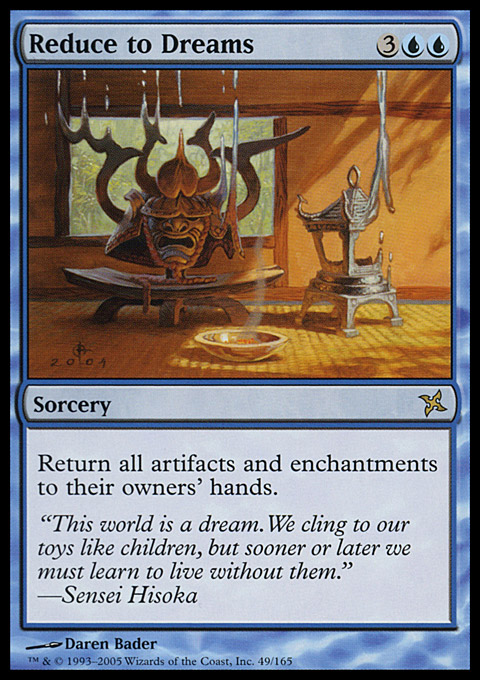 Reduce to Dreams 3
2004
Sorcery
Return all artifacts and enchantments
to their owners' hands.
"This world is a dream. We cling to our
toys like children, but sooner or later we
must learn to live without them."
—Sensei Hisoka
Daren Bader
™ & © 1993–2005 Wizards of the Coast, Inc. 49/165